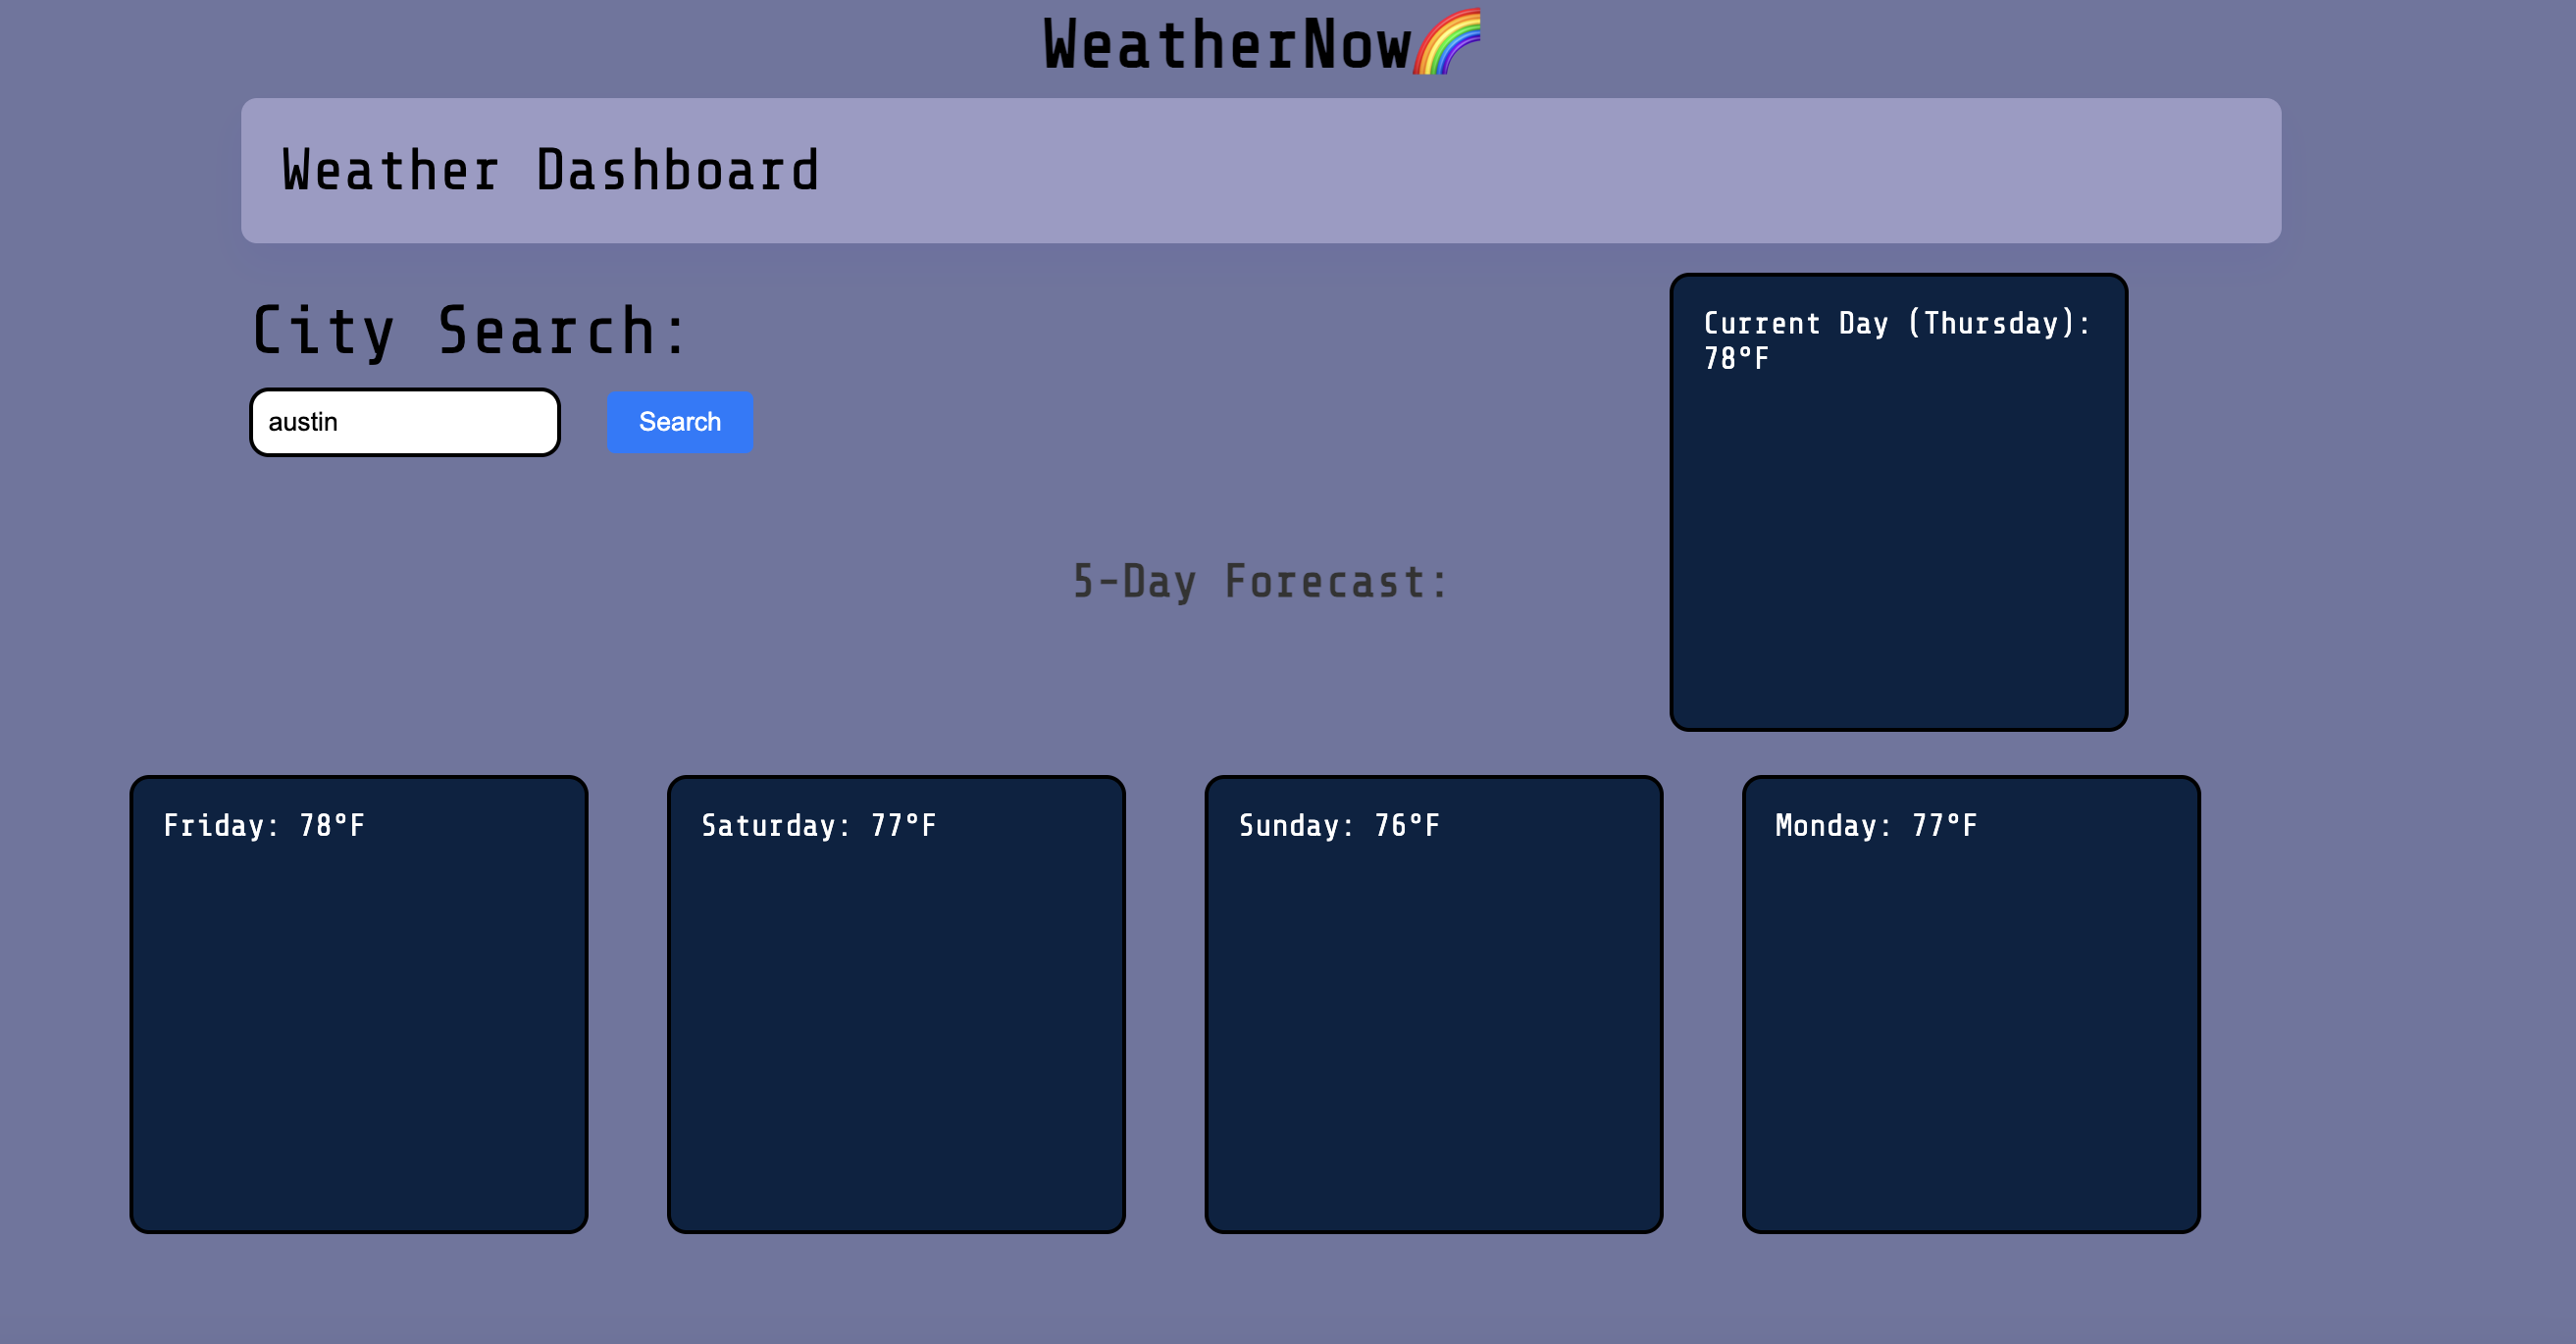 WeatherNow🌈
Weather Dashboard
City Search:
austin
Search
Current Day (Thursday):
78°F
5-Day Forecast:
Friday: 78°F
Saturday: 77°F
Sunday: 76°F
Monday: 77°F